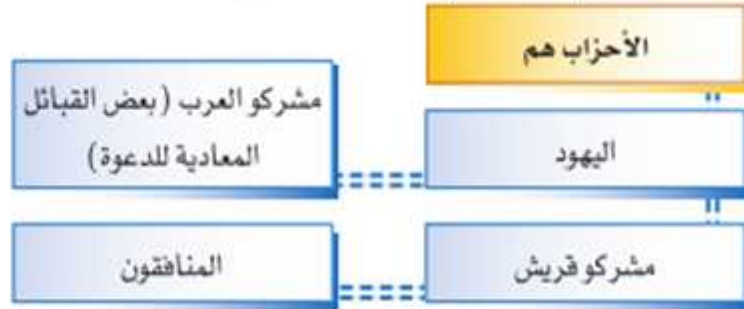 الأحزاب هم
اليهود
مشركو العرب (بعض القبائل
المعادية للدعوة)
مشركو قريش
المنافقون